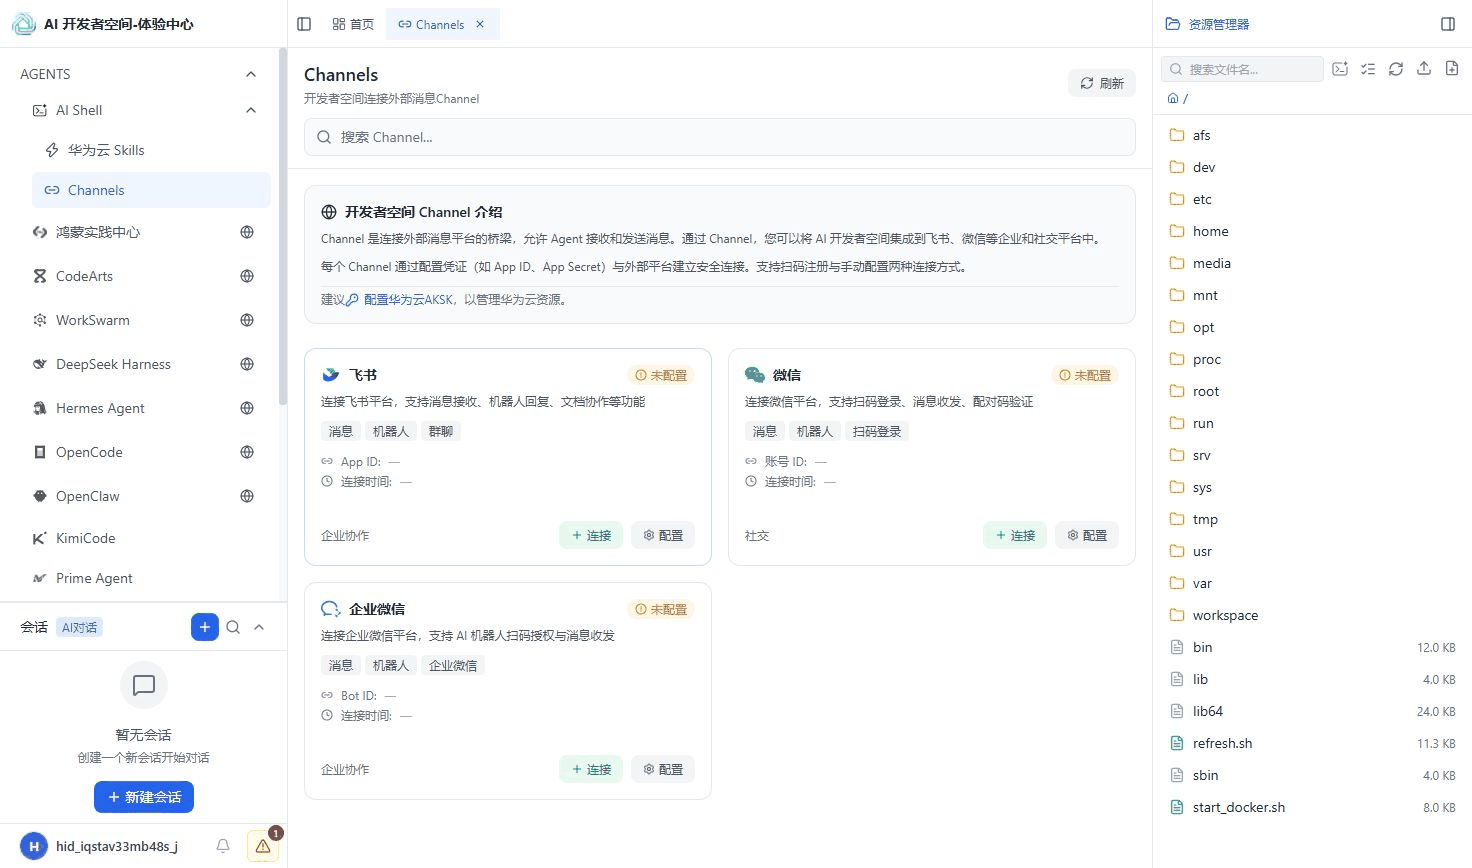 AI 开发者空间-体验中心
AGENTS
AI Shell
华为云 Skills
Channels
鸿蒙实践中心
CodeArts
WorkSwarm
DeepSeek Harness
Hermes Agent
OpenCode
OpenClaw
KimiCode
Prime Agent
会话 AI对话
暂无会话
创建一个新会话开始对话
新建会话
H hid_iqstav33mb48s_j 1
首页 Channels
Channels
开发者空间连接外部消息Channel
刷新
搜索 Channel...
开发者空间 Channel 介绍
Channel 是连接外部消息平台的桥梁，允许 Agent 接收和发送消息。通过 Channel，您可以将 AI 开发者空间集成到飞书、微信等企业和社交平台中。
每个 Channel 通过配置凭证（如 App ID、App Secret）与外部平台建立安全连接。支持扫码注册与手动配置两种连接方式。
建议 配置华为云AKSK，以管理华为云资源。
飞书 未配置
连接飞书平台，支持消息接收、机器人回复、文档协作等功能
消息 机器人 群聊
App ID: —
连接时间: —
企业协作 + 连接 配置
微信 未配置
连接微信平台，支持扫码登录、消息收发、配对码验证
消息 机器人 扫码登录
账号 ID: —
连接时间: —
社交 + 连接 配置
企业微信 未配置
连接企业微信平台，支持 AI 机器人扫码授权与消息收发
消息 机器人 企业微信
Bot ID: —
连接时间: —
企业协作 + 连接 配置
资源管理器
搜索文件名...
/
afs
dev
etc
home
media
mnt
opt
proc
root
run
srv
sys
tmp
usr
var
workspace
bin 12.0 KB
lib 4.0 KB
lib64 24.0 KB
refresh.sh 11.3 KB
sbin 4.0 KB
start_docker.sh 8.0 KB